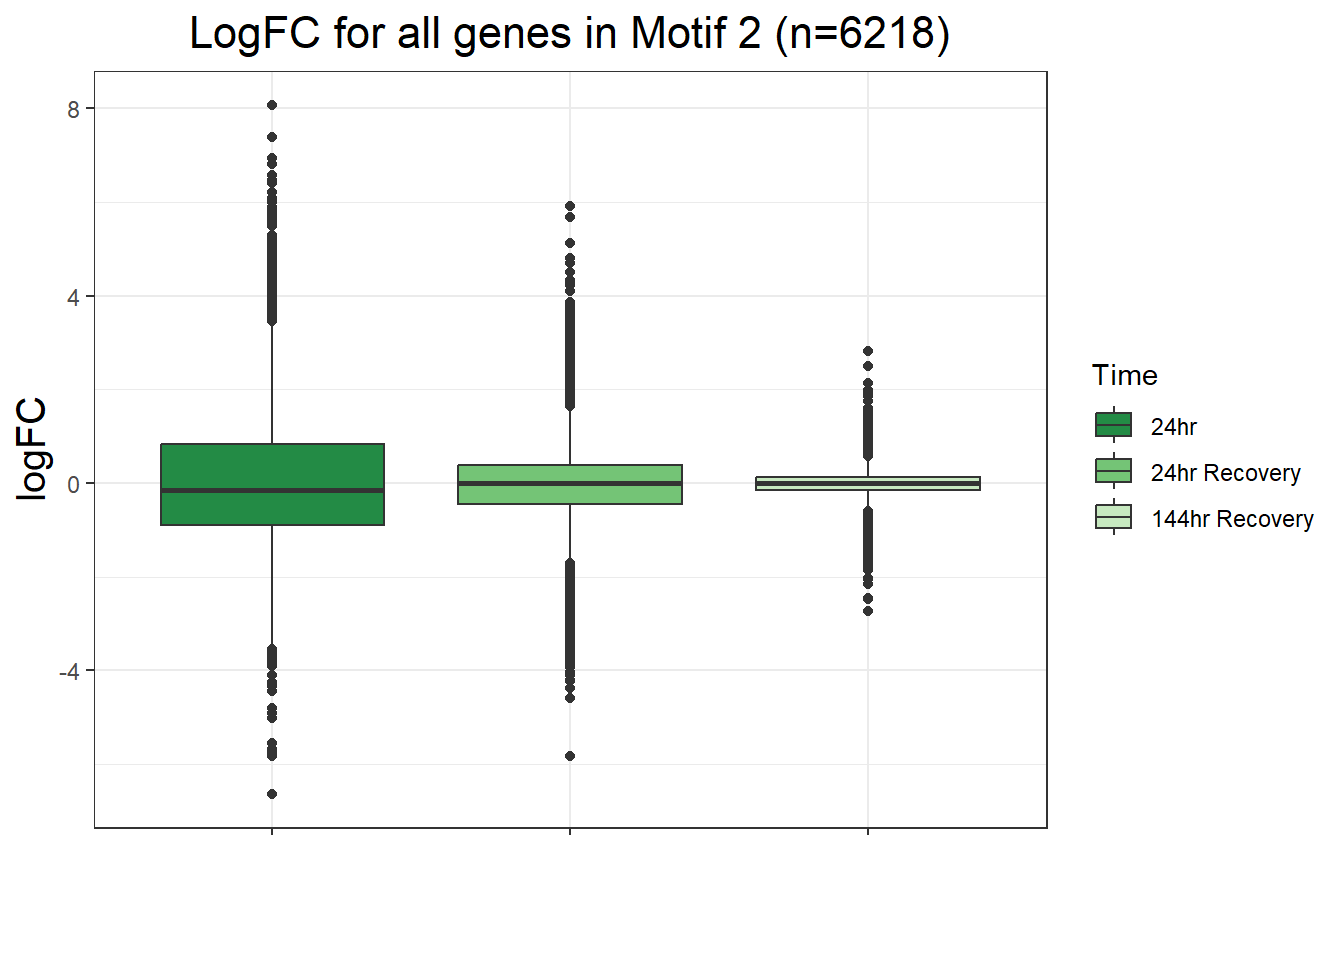 LogFC for all genes in Motif 2 (n=6218)
logFC
8
4
0
-4
Time
24hr
24hr Recovery
144hr Recovery